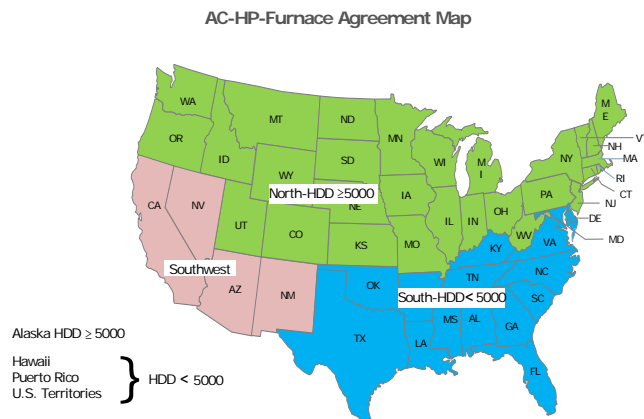 AC-HP-Furnace Agreement Map
WA
MT
ND
MN
M
E
VT
NH
OR
ID
SD
WI
M
I
NY
MA
WY
RI
North-HDD ≥5000
IA
PA
CT
NE
NJ
CA
NV
UT
CO
IL
IN
OH
DE
KS
MO
WV
VA
MD
KY
Southwest
AZ
NM
OK
TN
NC
South-HDD< 5000
SC
MS
AL
GA
TX
LA
FL
Alaska HDD ≥ 5000
Hawaii
Puerto Rico
U.S. Territories
} HDD < 5000